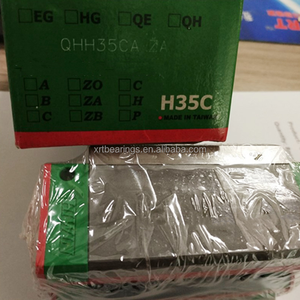 □EG □HG □QE □QH
QHH35CA 2A
□A □ZO □C
□B □ZA □H
□C □ZB □P
H35C
■MADE IN TAIWAN
xrtbearings.en.alibaba.com